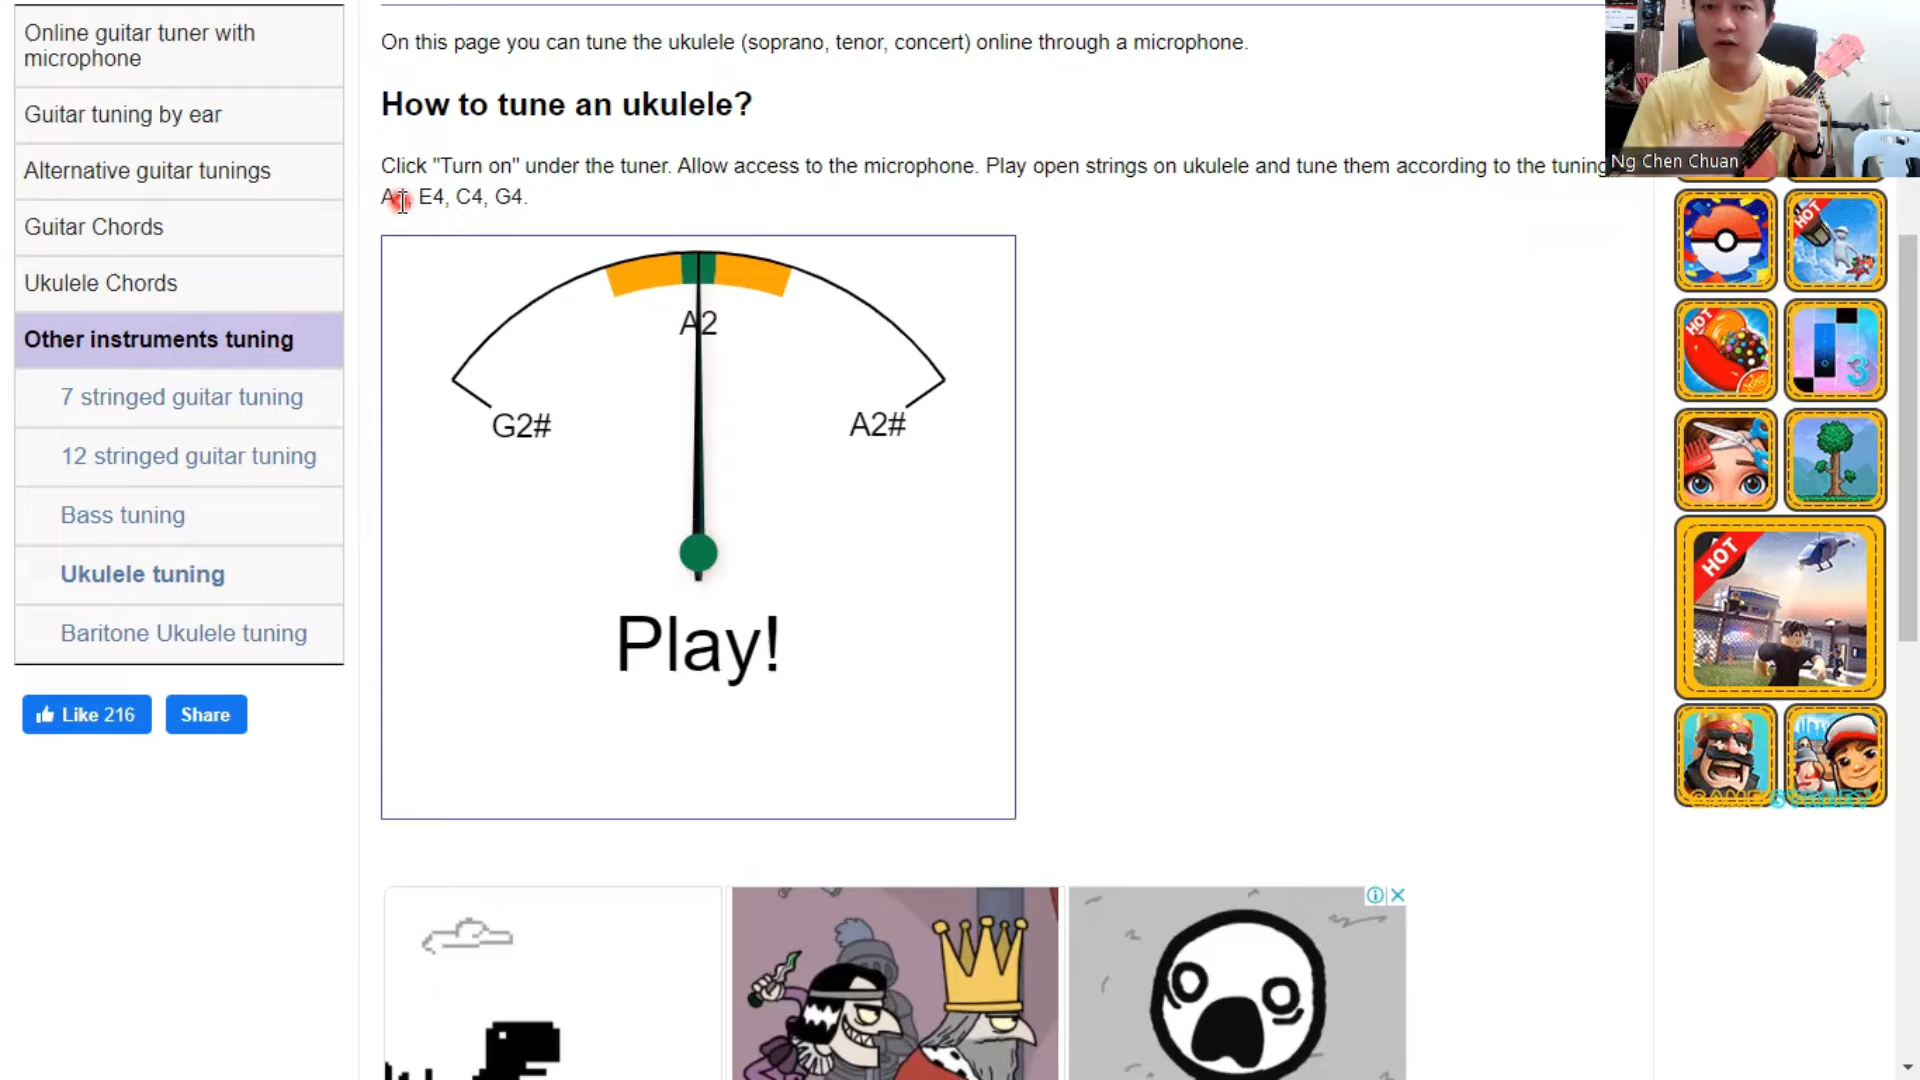 Online guitar tuner with
microphone
Guitar tuning by ear
Alternative guitar tunings
Guitar Chords
Ukulele Chords
Other instruments tuning
7 stringed guitar tuning
12 stringed guitar tuning
Bass tuning
Ukulele tuning
Baritone Ukulele tuning
Like 216
Share
On this page you can tune the ukulele (soprano, tenor, concert) online through a microphone.
How to tune an ukulele?
Click "Turn on" under the tuner. Allow access to the microphone. Play open strings on ukulele and tune them according to the tuning
E4, C4, G4.
A2
G2#
A2#
Play!
Ng Chen Chuan
HOT
HOT
3
HOT